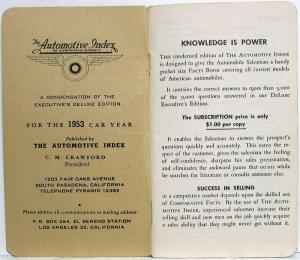 The Automotive Index
A CONDENSATION OF THE
EXECUTIVE'S DELUXE EDITION
FOR THE 1953 CAR YEAR
Published by
THE AUTOMOTIVE INDEX
C. M. CRAWFORD
President
1203 FAIR OAKS AVENUE
SOUTH PASADENA, CALIFORNIA
TELEPHONE PYRAMID 13382
Please address all communications to mailing address:
P. O. BOX 264, EL SERENO STATION
LOS ANGELES 32, CALIFORNIA
KNOWLEDGE IS POWER
This condensed edition of THE AUTOMOTIVE INDEX
is designed to give the Automobile Salesman a handy
pocket size FACTS BOOK covering all current models
of American automobiles.
It contains the correct answers to more than 5,000
of the 9,000 questions answered in our DeLuxe
Executive's Edition.
The SUBSCRIPTION price is only
$1.00 per copy
It enables the Salesman to answer the prospect's
questions quickly and accurately. This earns the re-
spect of the customer, gives the salesman the feeling
of self-confidence, sharpens his sales presentation,
and eliminates the awkward pause that occurs while
he searches for literature or consults someone else.
SUCCESS IN SELLING
in a competitive market depends upon the skilled use
of COMPARATIVE FACTS. By the use of THE AUTO-
MOTIVE INDEX, experienced salesmen increase their
selling skill and new men on the job quickly acquire
a sales ability that they might never get without it.